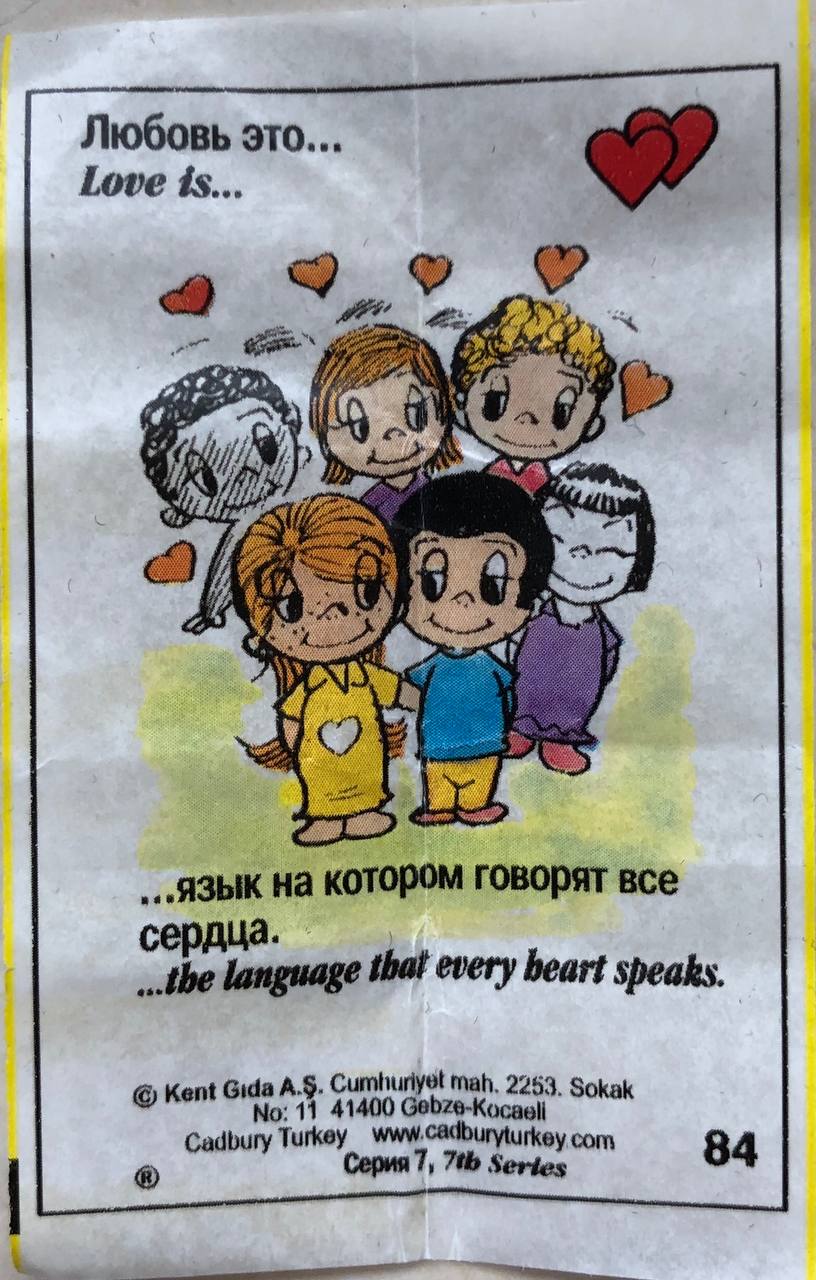 Любовь это...
Love is...
...язык на котором говорят все
сердца.
...the language that every heart speaks.
© Kent Gıda A.Ş. Cumhuriyet mah. 2253. Sokak
No: 11 41400 Gebze-Kocaeli
Cadbury Turkey www.cadburyturkey.com
Серия 7, 7th Series
84
®